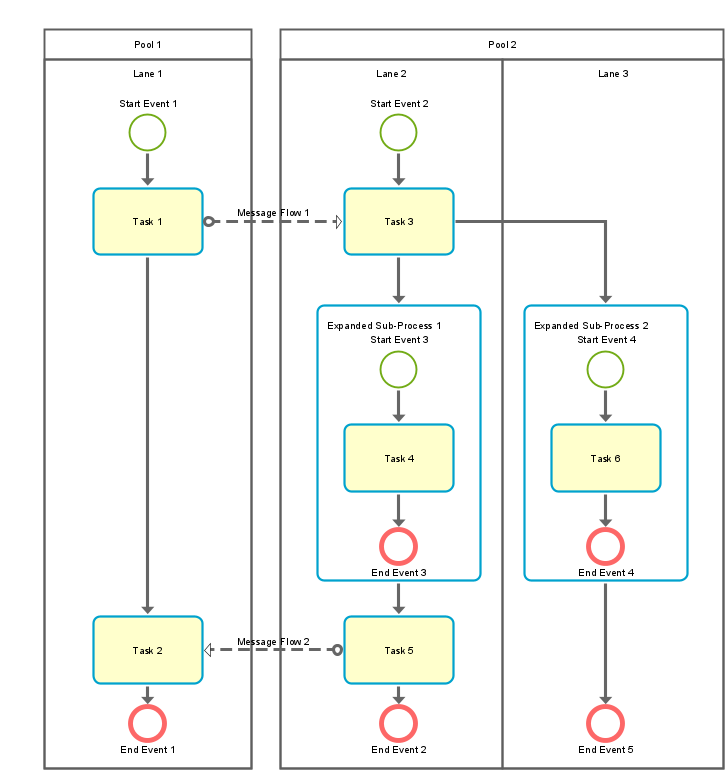 Pool 1
Pool 2
Lane 1
Lane 2
Lane 3
Start Event 1
Start Event 2
Task 1
Message Flow 1
Task 3
Expanded Sub-Process 1
Start Event 3
Expanded Sub-Process 2
Start Event 4
Task 4
Task 6
End Event 3
End Event 4
Task 2
Message Flow 2
Task 5
End Event 1
End Event 2
End Event 5